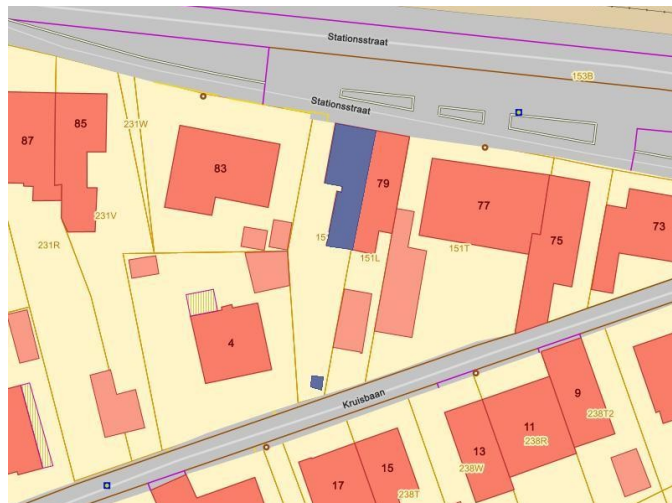 Stationsstraat
153B
Stationsstraat
85
87
231W
83
79
77
75
73
231V
231R
151L
151T
4
Kruisbaan
9
238T2
11
238R
13
238W
15
17
238T